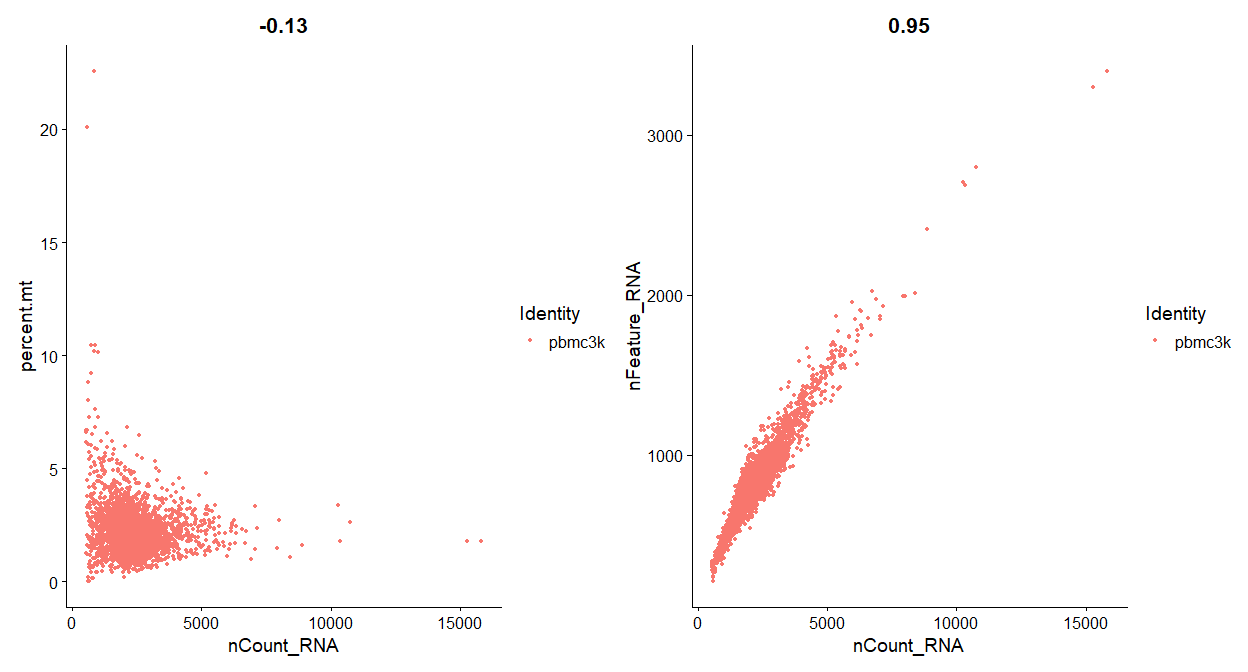 -0.13
percent.mt
20
15
10
5
0
0 5000 10000 15000
nCount_RNA
Identity
pbmc3k
0.95
nFeature_RNA
3000
2000
1000
0 5000 10000 15000
nCount_RNA
Identity
pbmc3k